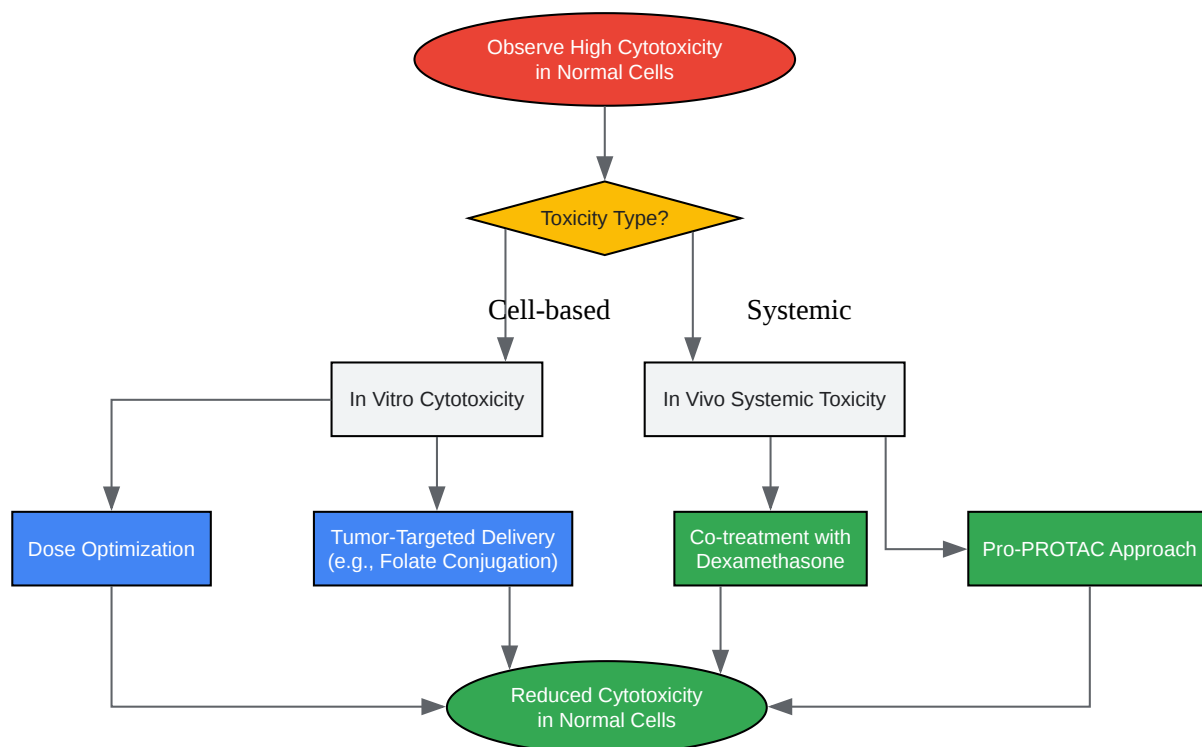 Observe High Cytotoxicity
in Normal Cells
Toxicity Type?
Cell-based
Systemic
In Vitro Cytotoxicity
In Vivo Systemic Toxicity
Dose Optimization
Tumor-Targeted Delivery
(e.g., Folate Conjugation)
Co-treatment with
Dexamethasone
Pro-PROTAC Approach
Reduced Cytotoxicity
in Normal Cells